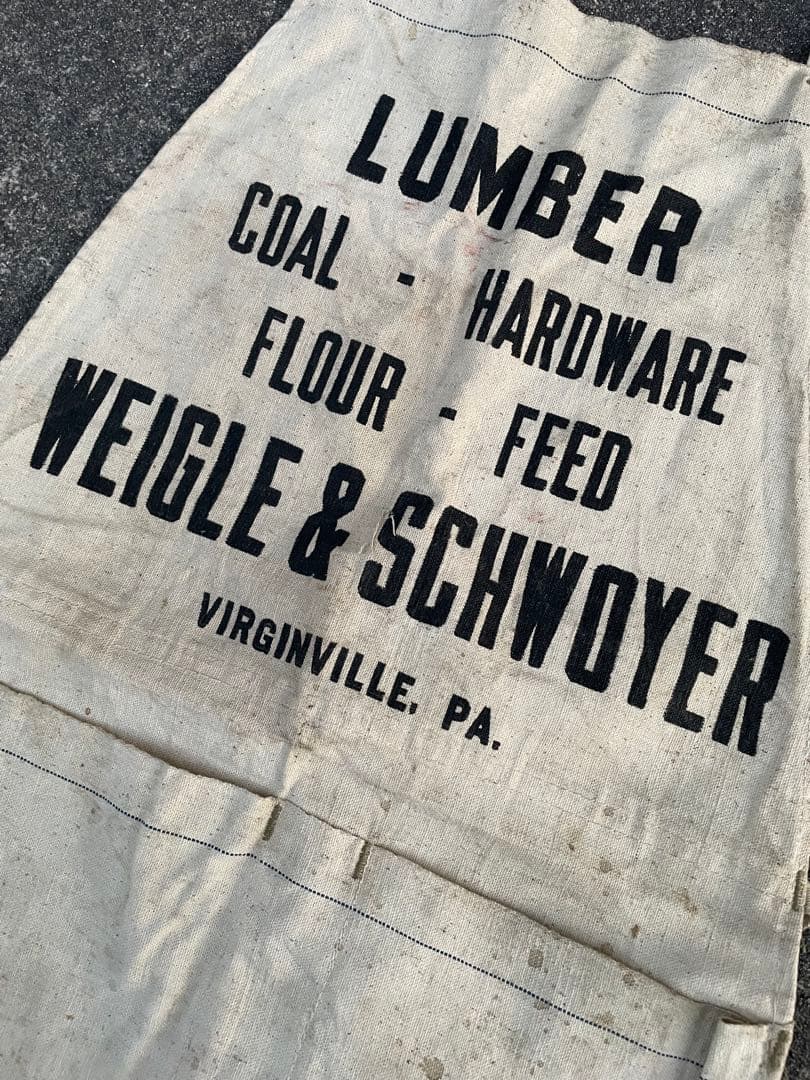 LUMBER
COAL - HARDWARE
FLOUR - FEED
WEIGLE & SCHWOYER
VIRGINVILLE, PA.